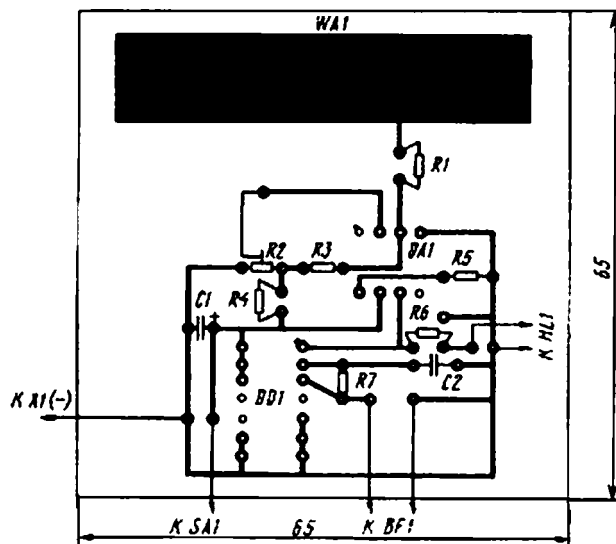 WA1
R1
DA1
R2
R3
R5
C1
R4
R6
К HL1
DD1
R7
C2
К X1(-)
К SA1
65
К BF1
65